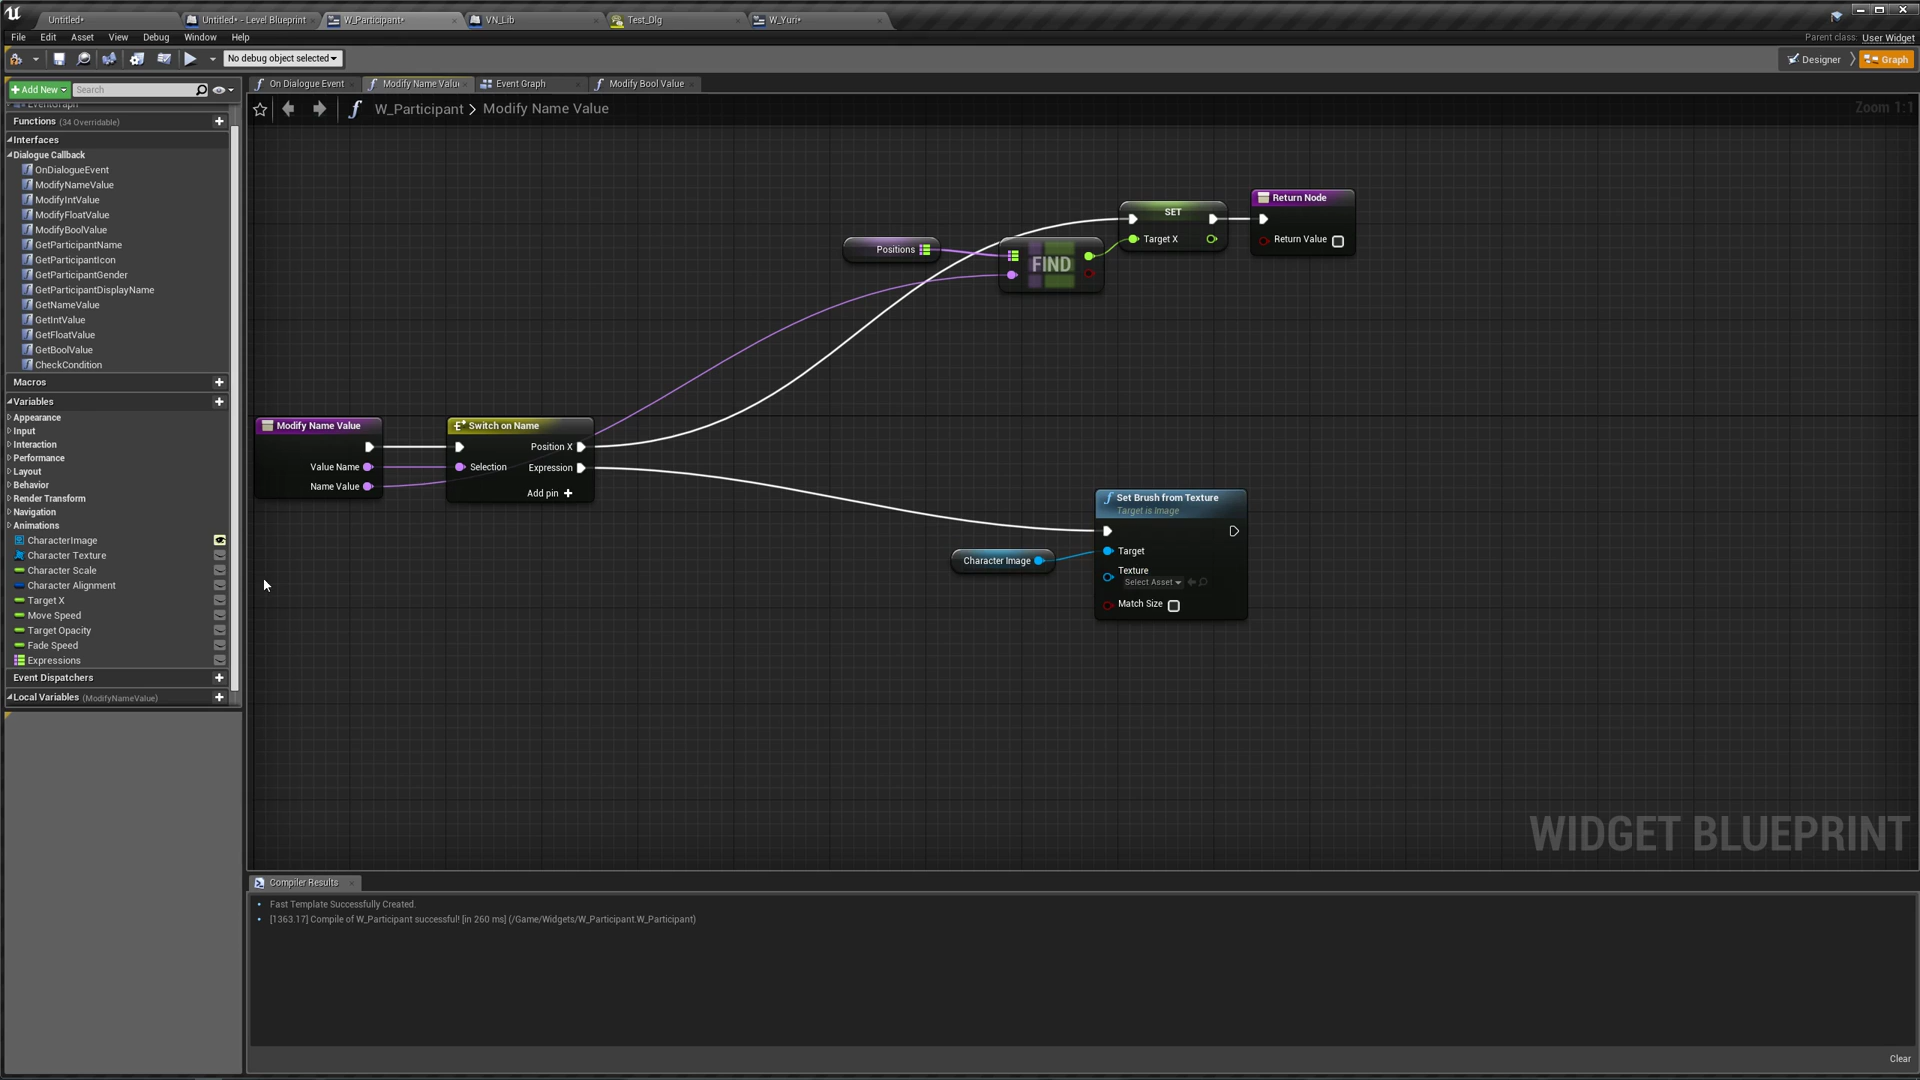 Untitled*
Untitled* - Level Blueprint
W_Participant*
VN_Lib
Test_Dlg
W_Yuri*
File Edit Asset View Debug Window Help
Parent class: User Widget
No debug object selected
Designer
Graph
Add New
Search
On Dialogue Event
Modify Name Valu
Event Graph
Modify Bool Value
W_Participant > Modify Name Value
Zoom 1:1
EventGraph
Functions (34 Overridable)
Interfaces
Dialogue Callback
OnDialogueEvent
ModifyNameValue
ModifyIntValue
ModifyFloatValue
ModifyBoolValue
GetParticipantName
GetParticipantIcon
GetParticipantGender
GetParticipantDisplayName
GetNameValue
GetIntValue
GetFloatValue
GetBoolValue
CheckCondition
Macros
Variables
Appearance
Input
Interaction
Performance
Layout
Behavior
Render Transform
Navigation
Animations
CharacterImage
Character Texture
Character Scale
Character Alignment
Target X
Move Speed
Target Opacity
Fade Speed
Expressions
Event Dispatchers
Local Variables (ModifyNameValue)
Positions
FIND
SET
Target X
Return Node
Return Value
Modify Name Value
Value Name
Name Value
Switch on Name
Position X
Selection
Expression
Add pin +
Character Image
Set Brush from Texture
Target is Image
Target
Texture
Select Asset
Match Size
WIDGET BLUEPRINT
Compiler Results
Fast Template Successfully Created.
[1363.17] Compile of W_Participant successful! [in 260 ms] (/Game/Widgets/W_Participant.W_Participant)
Clear